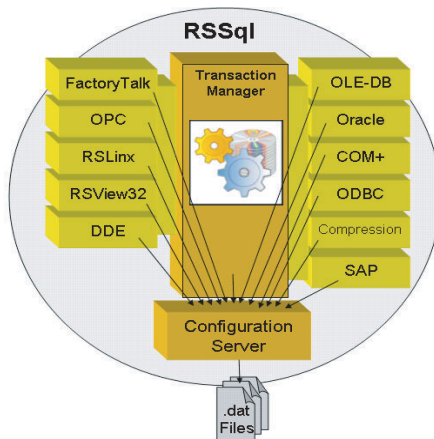 RSSql
FactoryTalk
OPC
RSLinx
RSView32
DDE
Transaction
Manager
OLE-DB
Oracle
COM+
ODBC
Compression
SAP
Configuration
Server
.dat
Files